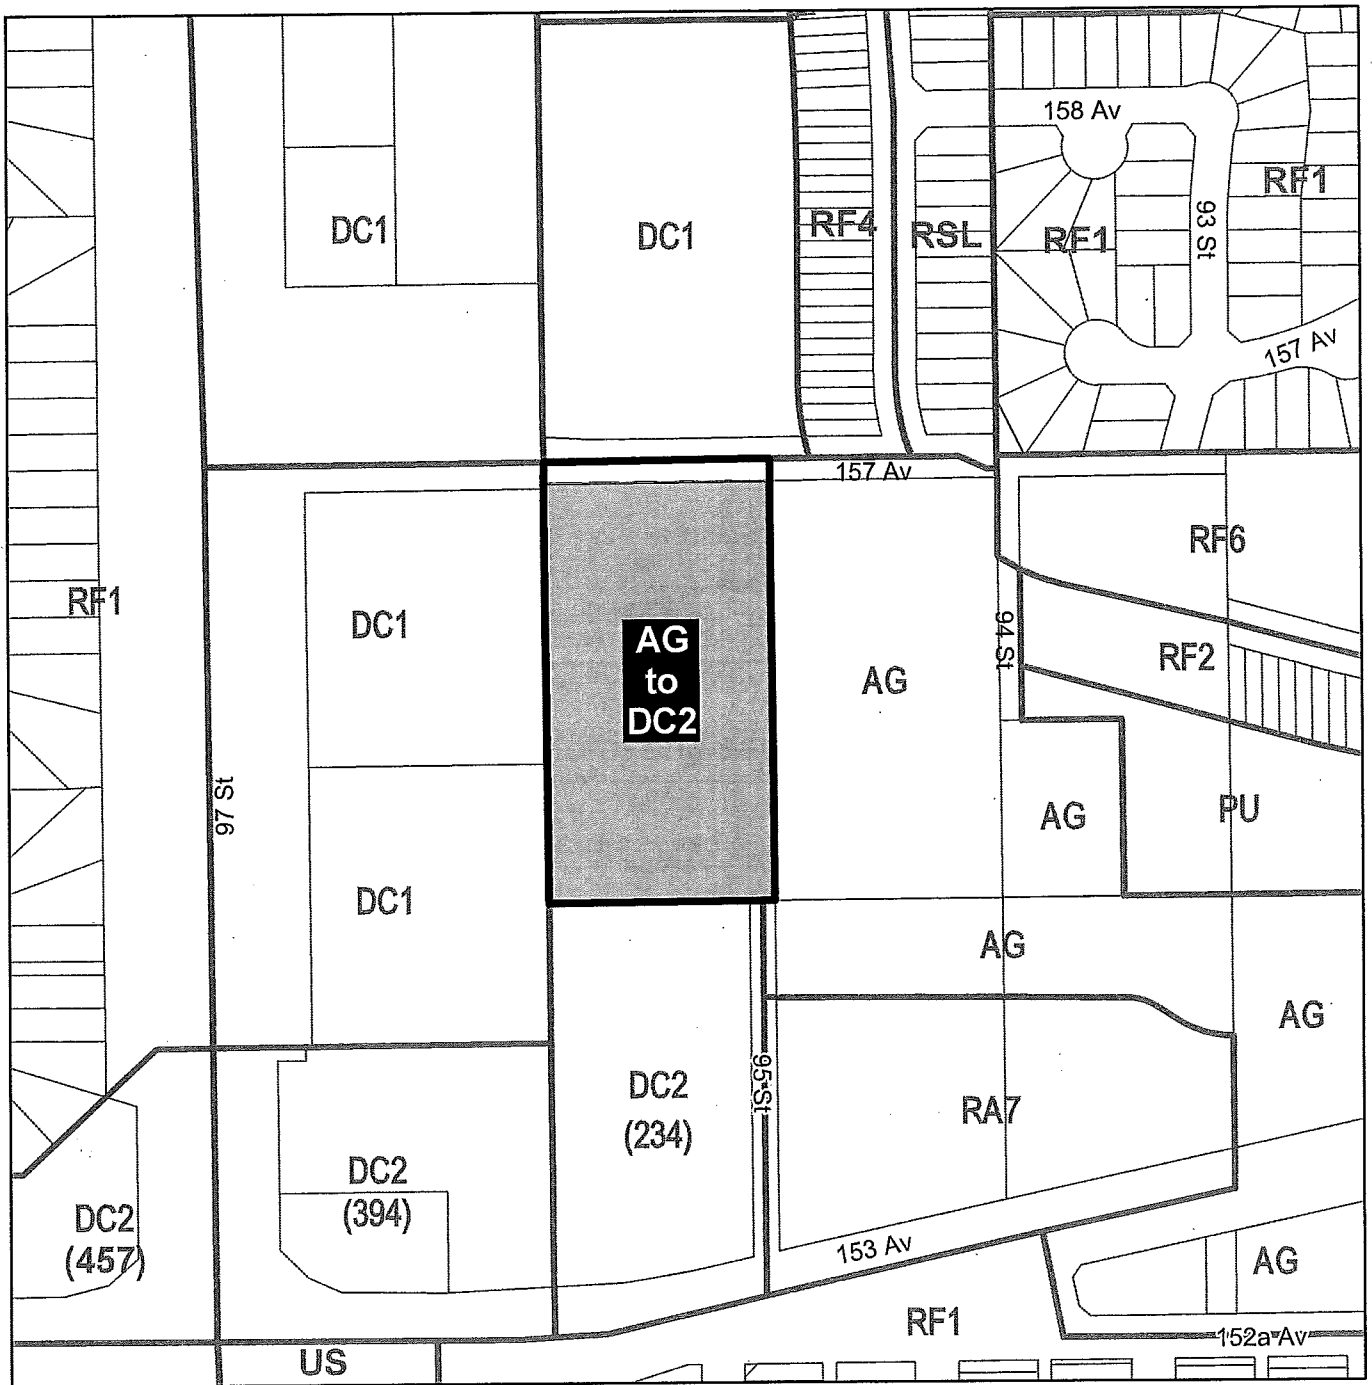 158 Av
RF1
DC1
DC1
RF4
RSL
RF1
93 St
157 Av
157 Av
RF6
RF1
DC1
AG
to
DC2
AG
94 St
RF2
97 St
AG
PU
DC1
AG
AG
DC2
(234)
95 St
RA7
DC2
(394)
DC2
(457)
153 Av
AG
RF1
152a Av
US